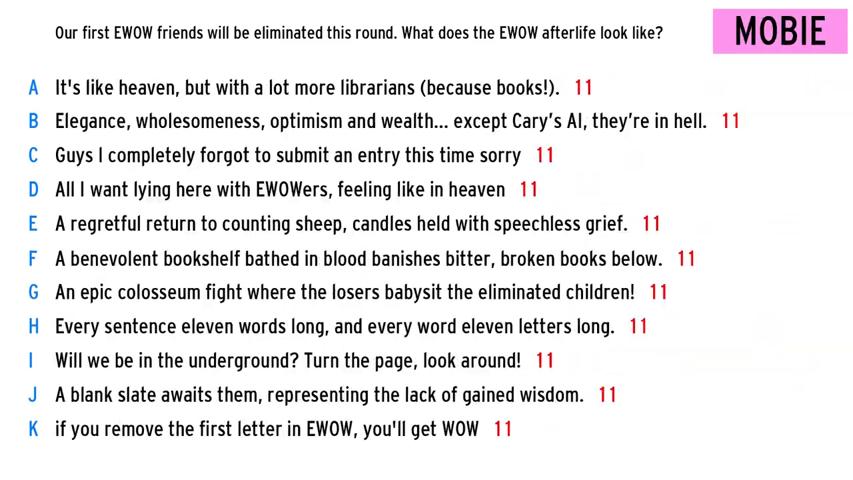 Our first EWOW friends will be eliminated this round. What does the EWOW afterlife look like?
MOBIE
A It's like heaven, but with a lot more librarians (because books!). 11
B Elegance, wholesomeness, optimism and wealth... except Cary’s AI, they’re in hell. 11
C Guys I completely forgot to submit an entry this time sorry 11
D All I want lying here with EWOWers, feeling like in heaven 11
E A regretful return to counting sheep, candles held with speechless grief. 11
F A benevolent bookshelf bathed in blood banishes bitter, broken books below. 11
G An epic colosseum fight where the losers babysit the eliminated children! 11
H Every sentence eleven words long, and every word eleven letters long. 11
I Will we be in the underground? Turn the page, look around! 11
J A blank slate awaits them, representing the lack of gained wisdom. 11
K if you remove the first letter in EWOW, you'll get WOW 11